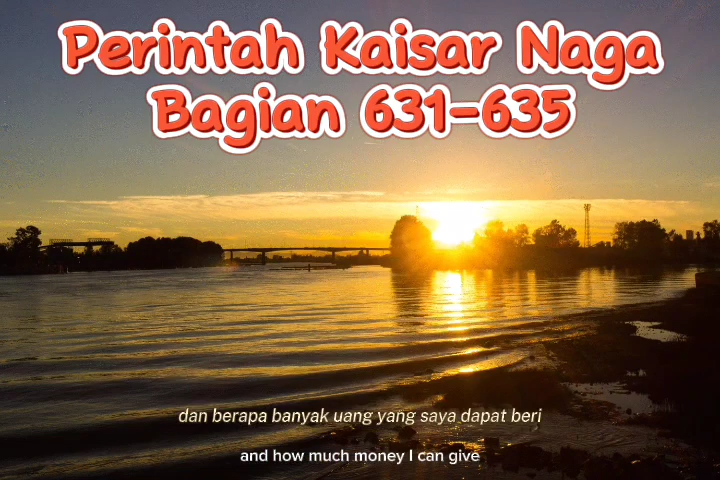 Perintah Kaisar Naga
Bagian 631-635
dan berapa banyak uang yang saya dapat beri
and how much money I can give